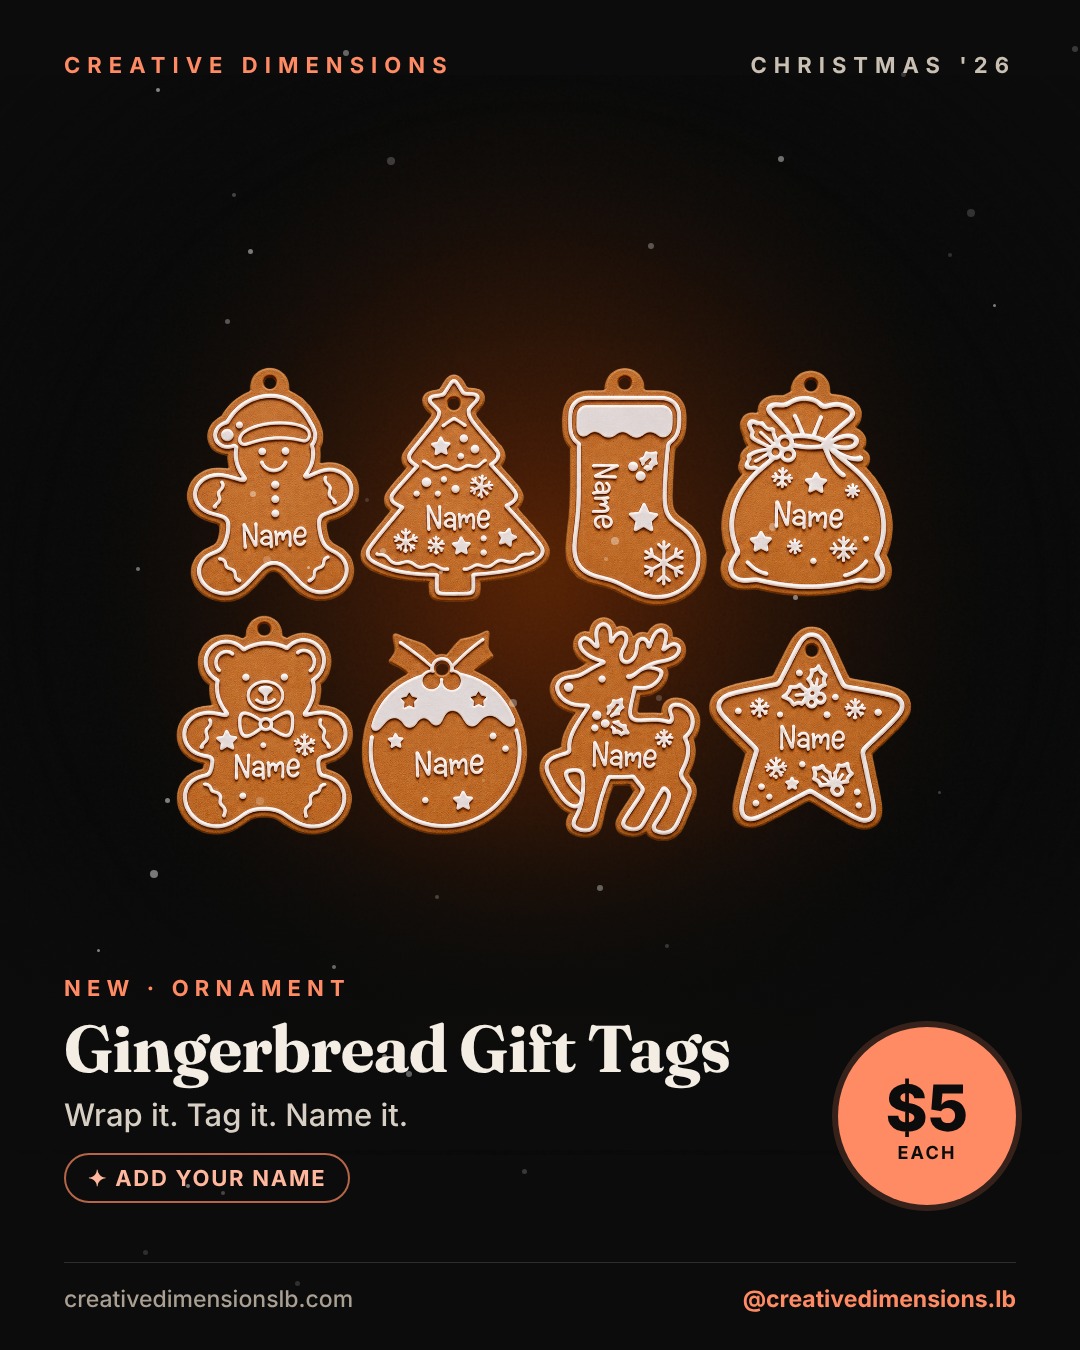 CREATIVE DIMENSIONS
CHRISTMAS '26
Name
Name
Name
Name
Name
Name
Name
Name
NEW · ORNAMENT
Gingerbread Gift Tags
Wrap it. Tag it. Name it.
✦ ADD YOUR NAME
$5
EACH
creativedimensionslb.com
@creativedimensions.lb